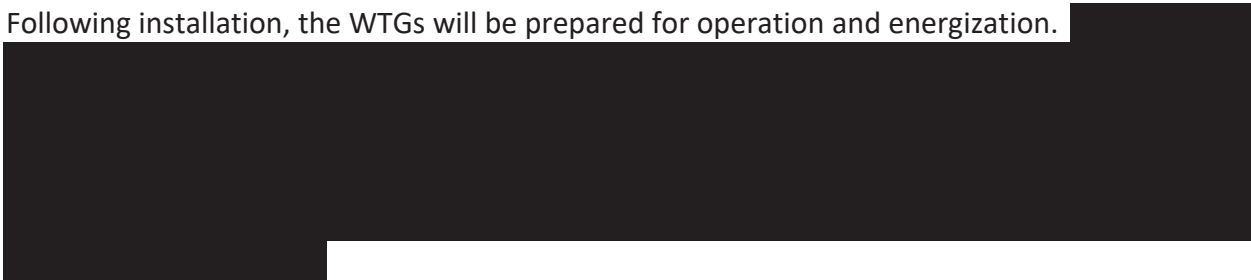 Following installation, the WTGs will be prepared for operation and energization.